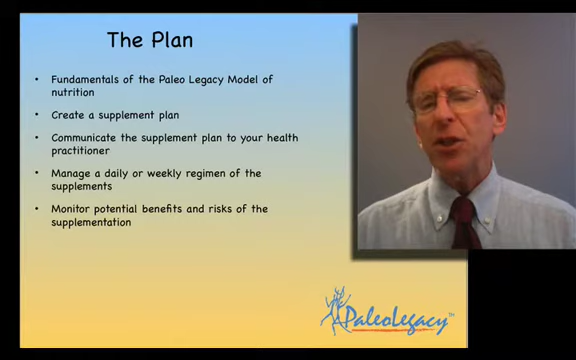 The Plan
• Fundamentals of the Paleo Legacy Model of
nutrition
• Create a supplement plan
• Communicate the supplement plan to your health
practitioner
• Manage a daily or weekly regimen of the
supplements
• Monitor potential benefits and risks of the
supplementation
PaleoLegacy™